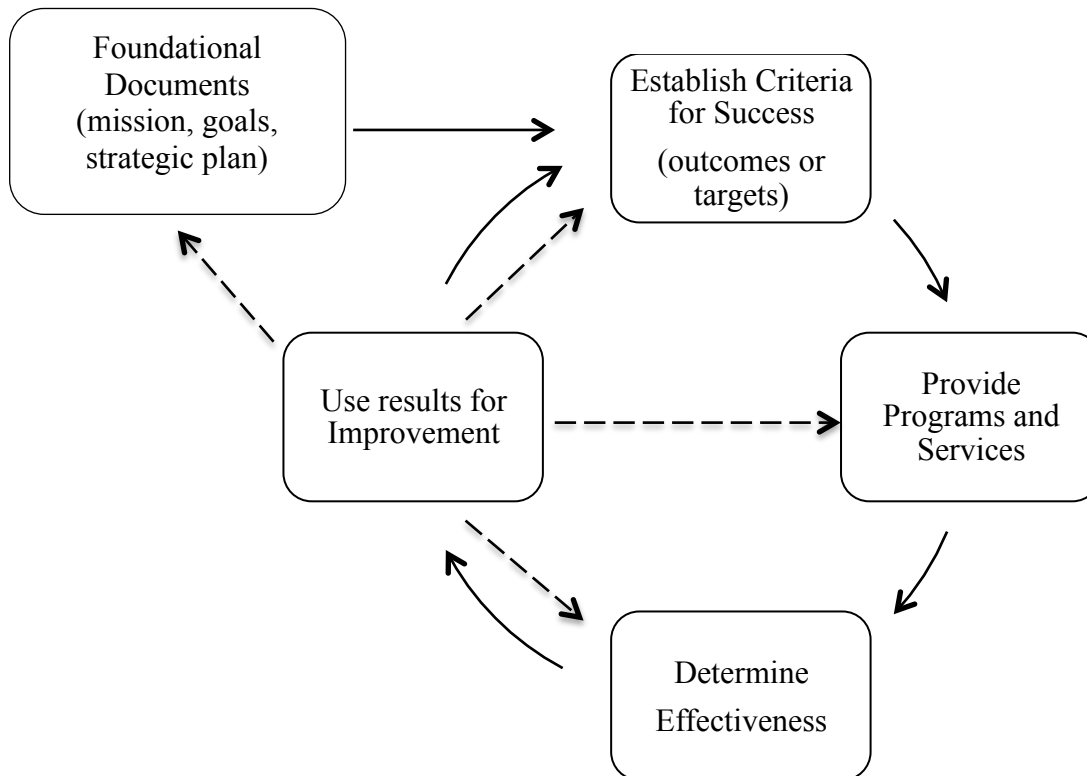 Foundational
Documents
(mission, goals,
strategic plan)
Establish Criteria
for Success
(outcomes or
targets)
Use results for
Improvement
Provide
Programs and
Services
Determine
Effectiveness